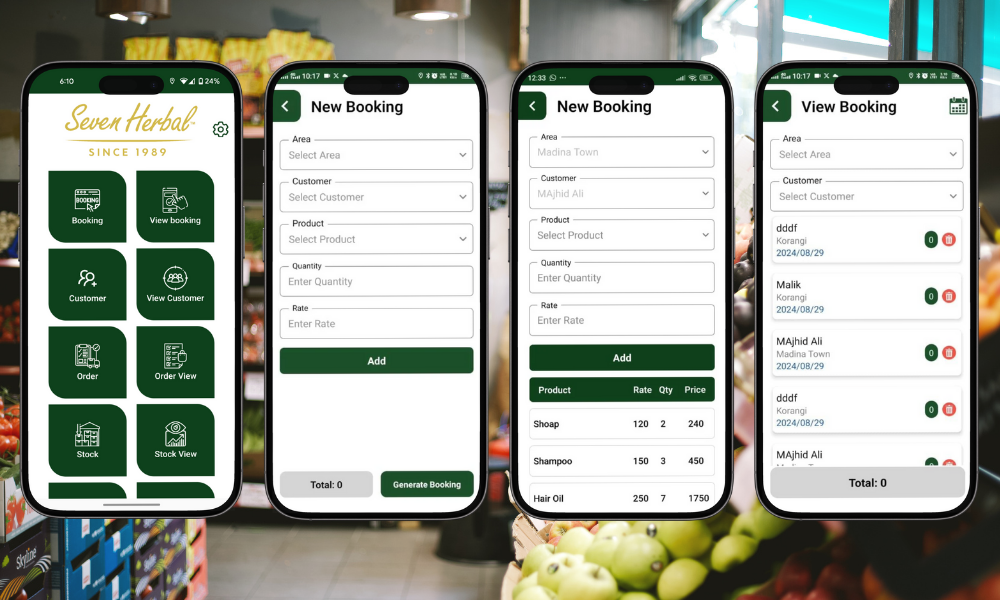 6:10
24%
Seven Herbal
SINCE 1989
BOOKING
Booking
View booking
Customer
View Customer
Order
Order View
Stock
Stock View
10:17
New Booking
Area
Select Area
Customer
Select Customer
Product
Select Product
Quantity
Enter Quantity
Rate
Enter Rate
Add
Total: 0
Generate Booking
12:33
New Booking
Area
Madina Town
Customer
MAjhid Ali
Product
Select Product
Quantity
Enter Quantity
Rate
Enter Rate
Add
Product Rate Qty Price
Shoap 120 2 240
Shampoo 150 3 450
Hair Oil 250 7 1750
10:17
View Booking
Area
Select Area
Customer
Select Customer
dddf
Korangi
2024/08/29
0
Malik
Korangi
2024/08/29
0
MAjhid Ali
Madina Town
2024/08/29
0
dddf
Korangi
2024/08/29
0
MAjhid Ali
Total: 0
Skyline